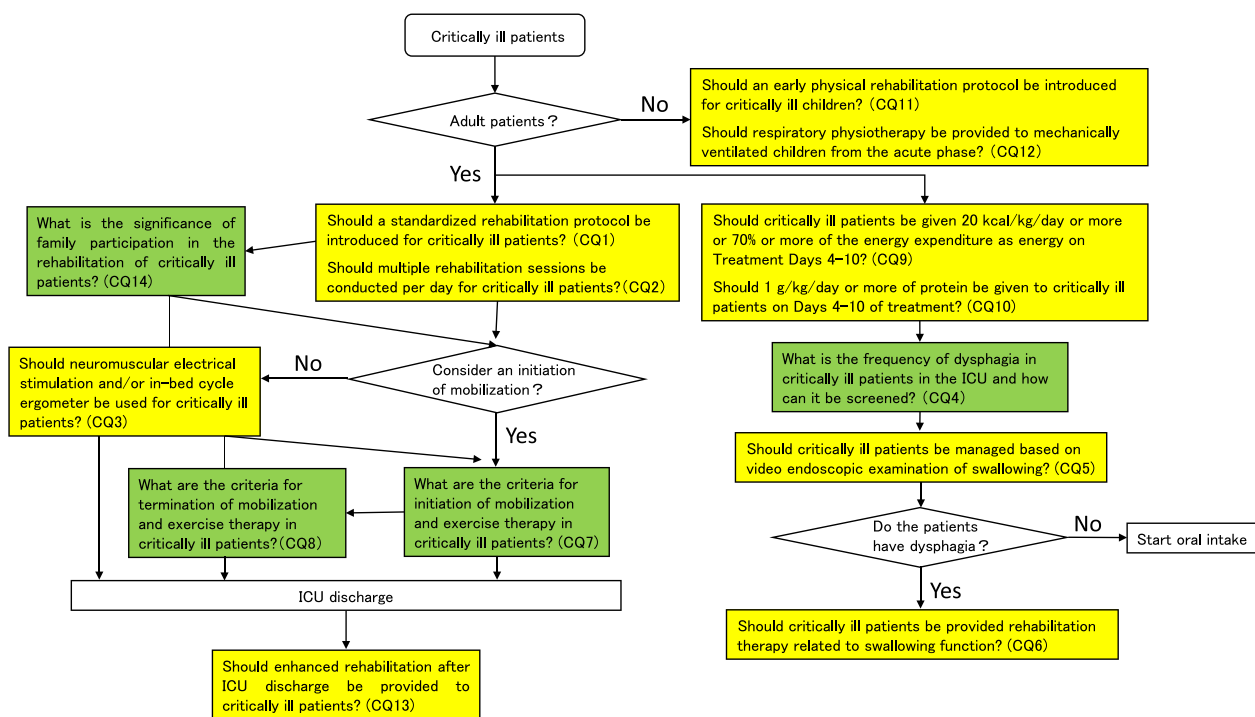 Critically ill patients
Adult patients?
No
Should an early physical rehabilitation protocol be introduced
for critically ill children? (CQ11)
Should respiratory physiotherapy be provided to mechanically
ventilated children from the acute phase? (CQ12)
Yes
What is the significance of
family participation in the
rehabilitation of critically ill
patients? (CQ14)
Should a standardized rehabilitation protocol be
introduced for critically ill patients? (CQ1)
Should multiple rehabilitation sessions be
conducted per day for critically ill patients?(CQ2)
Should critically ill patients be given 20 kcal/kg/day or more
or 70% or more of the energy expenditure as energy on
Treatment Days 4-10? (CQ9)
Should 1 g/kg/day or more of protein be given to critically ill
patients on Days 4-10 of treatment? (CQ10)
Should neuromuscular electrical
stimulation and/or in-bed cycle
ergometer be used for critically ill
patients? (CQ3)
No
Consider an initiation
of mobilization?
Yes
What is the frequency of dysphagia in
critically ill patients in the ICU and how
can it be screened? (CQ4)
Should critically ill patients be managed based on
video endoscopic examination of swallowing? (CQ5)
What are the criteria for
termination of mobilization
and exercise therapy in
critically ill patients?(CQ8)
What are the criteria for
initiation of mobilization
and exercise therapy in
critically ill patients? (CQ7)
Do the patients
have dysphagia?
No
Start oral intake
Yes
ICU discharge
Should critically ill patients be provided rehabilitation
therapy related to swallowing function? (CQ6)
Should enhanced rehabilitation after
ICU discharge be provided to
critically ill patients? (CQ13)